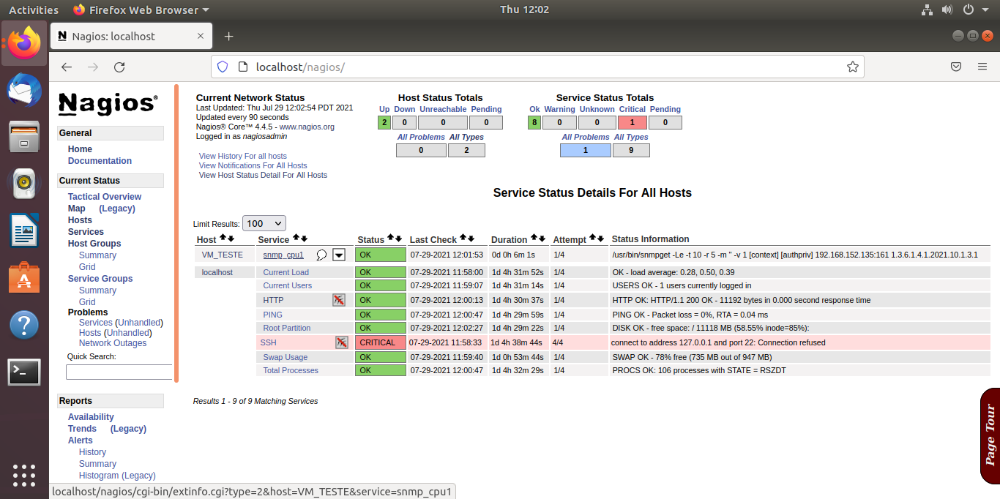 Activities Firefox Web Browser Thu 12:02
Nagios: localhost
localhost/nagios/
Nagios®
General
Home
Documentation
Current Status
Tactical Overview
Map (Legacy)
Hosts
Services
Host Groups
Summary
Grid
Service Groups
Summary
Grid
Problems
Services (Unhandled)
Hosts (Unhandled)
Network Outages
Quick Search:
Reports
Availability
Trends (Legacy)
Alerts
History
Summary
Histogram (Legacy)
Current Network Status
Last Updated: Thu Jul 29 12:02:54 PDT 2021
Updated every 90 seconds
Nagios® Core™ 4.4.5 - www.nagios.org
Logged in as nagiosadmin
View History For all hosts
View Notifications For All Hosts
View Host Status Detail For All Hosts
Host Status Totals
Up Down Unreachable Pending
2 0 0 0
All Problems All Types
0 2
Service Status Totals
Ok Warning Unknown Critical Pending
8 0 0 1 0
All Problems All Types
1 9
Service Status Details For All Hosts
Limit Results: 100
Host Service Status Last Check Duration Attempt Status Information
VM_TESTE snmp_cpu1 OK 07-29-2021 12:01:53 0d 0h 6m 1s 1/4 /usr/bin/snmpget -Le -t 10 -r 5 -m '' -v 1 [context] [authpriv] 192.168.152.135:161 1.3.6.1.4.1.2021.10.1.3.1
localhost Current Load OK 07-29-2021 11:58:00 1d 4h 31m 52s 1/4 OK - load average: 0.28, 0.50, 0.39
Current Users OK 07-29-2021 11:59:07 1d 4h 31m 14s 1/4 USERS OK - 1 users currently logged in
HTTP OK 07-29-2021 12:00:13 1d 4h 30m 37s 1/4 HTTP OK: HTTP/1.1 200 OK - 11192 bytes in 0.000 second response time
PING OK 07-29-2021 12:00:47 1d 4h 29m 59s 1/4 PING OK - Packet loss = 0%, RTA = 0.04 ms
Root Partition OK 07-29-2021 12:02:27 1d 4h 29m 22s 1/4 DISK OK - free space: / 11118 MB (58.55% inode=85%):
SSH CRITICAL 07-29-2021 11:58:33 1d 4h 38m 44s 4/4 connect to address 127.0.0.1 and port 22: Connection refused
Swap Usage OK 07-29-2021 11:59:40 1d 0h 53m 44s 1/4 SWAP OK - 78% free (735 MB out of 947 MB)
Total Processes OK 07-29-2021 12:00:47 1d 4h 32m 29s 1/4 PROCS OK: 106 processes with STATE = RSZDT
Results 1 - 9 of 9 Matching Services
Page Tour
localhost/nagios/cgi-bin/extinfo.cgi?type=2&host=VM_TESTE&service=snmp_cpu1